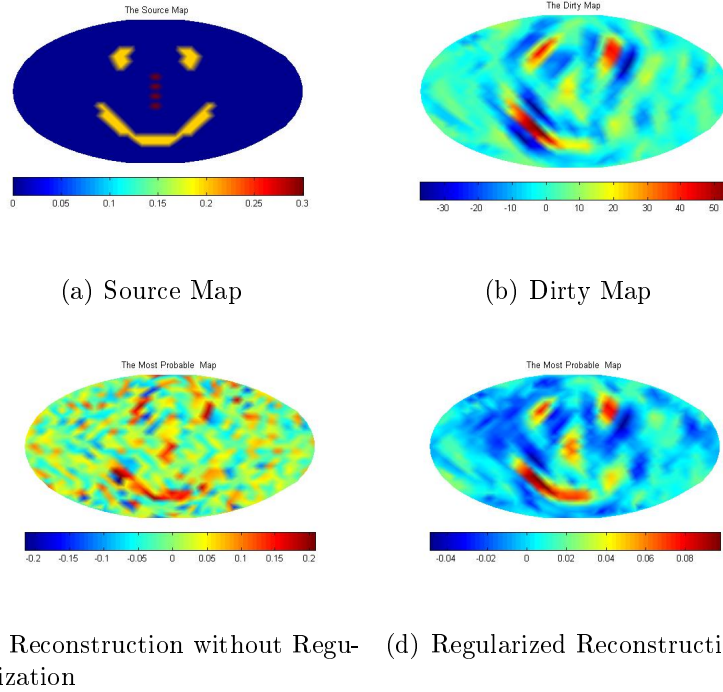 The Source Map
0 0.05 0.1 0.15 0.2 0.25 0.3
(a) Source Map
The Dirty Map
-30 -20 -10 0 10 20 30 40 50
(b) Dirty Map
The Most Probable Map
-0.2 -0.15 -0.1 -0.05 0 0.05 0.1 0.15 0.2
Reconstruction without Regu-
ization
The Most Probable Map
-0.04 -0.02 0 0.02 0.04 0.06 0.08
(d) Regularized Reconstructi